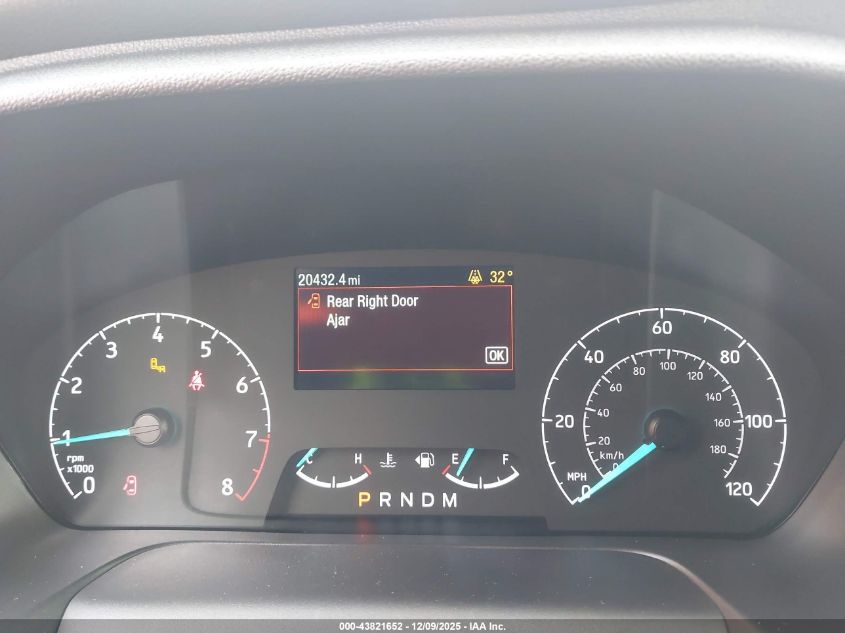 20432.4 mi 32°
Rear Right Door
Ajar
OK
0 1 2 3 4 5 6 7 8
rpm
x1000
C H E F
P R N D M
0 20 40 60 80 100 120
MPH
0 20 40 60 80 100 120 140 160 180
km/h
000-43821652 - 12/09/2025 - IAA Inc.